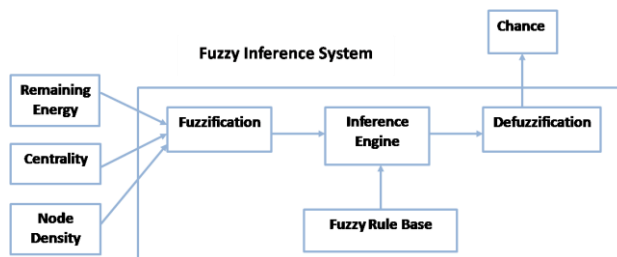 Chance
Fuzzy Inference System
Remaining
Energy
Fuzzification
Inference
Engine
Defuzzification
Centrality
Node
Density
Fuzzy Rule Base